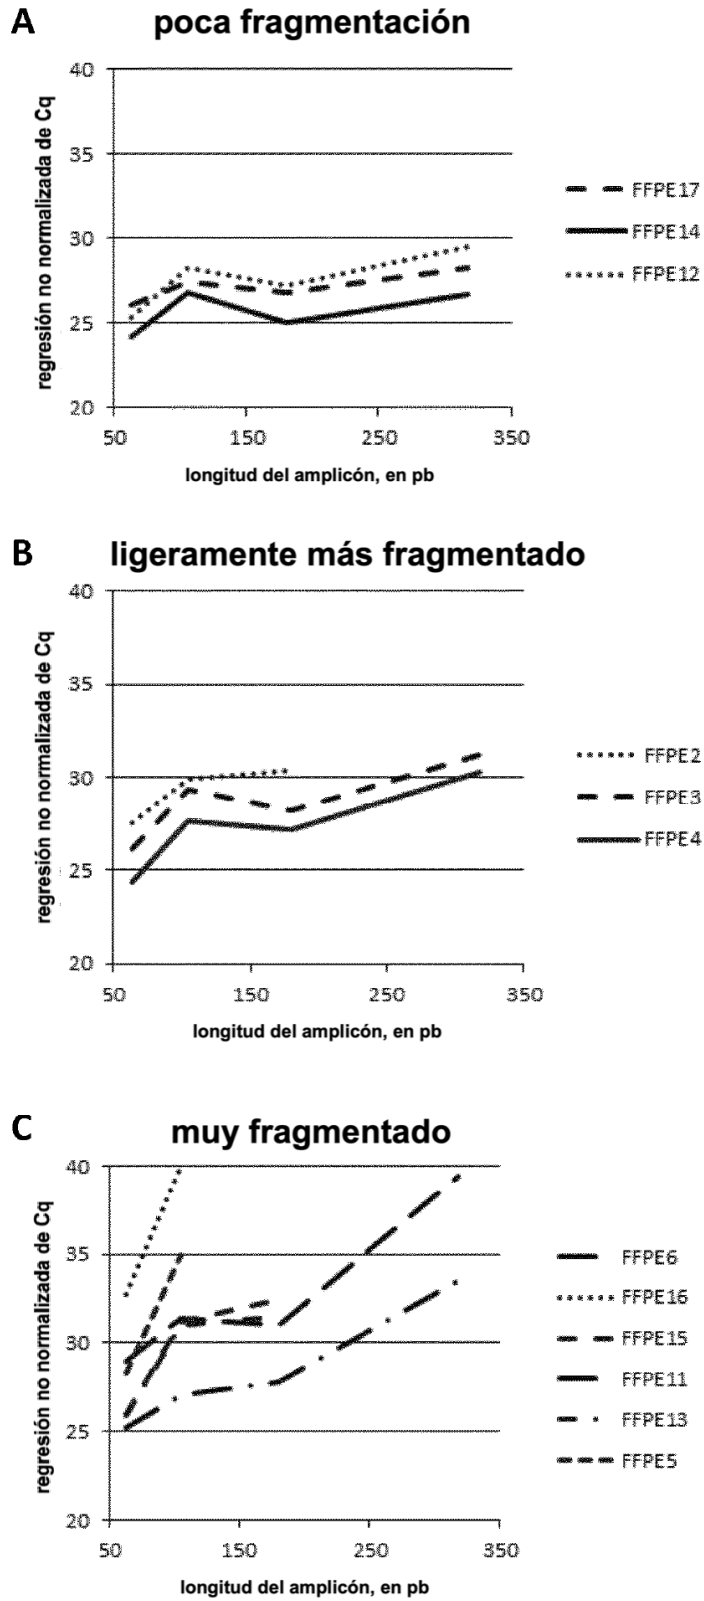 A poca fragmentación
regresión no normalizada de Cq
40
35
30
25
20
50 150 250 350
longitud del amplicón, en pb
FFPE17
FFPE14
FFPE12
B ligeramente más fragmentado
regresión no normalizada de Cq
40
35
30
25
20
50 150 250 350
longitud del amplicón, en pb
FFPE2
FFPE3
FFPE4
C muy fragmentado
regresión no normalizada de Cq
40
35
30
25
20
50 150 250 350
longitud del amplicón, en pb
FFPE6
FFPE16
FFPE15
FFPE11
FFPE13
FFPE5